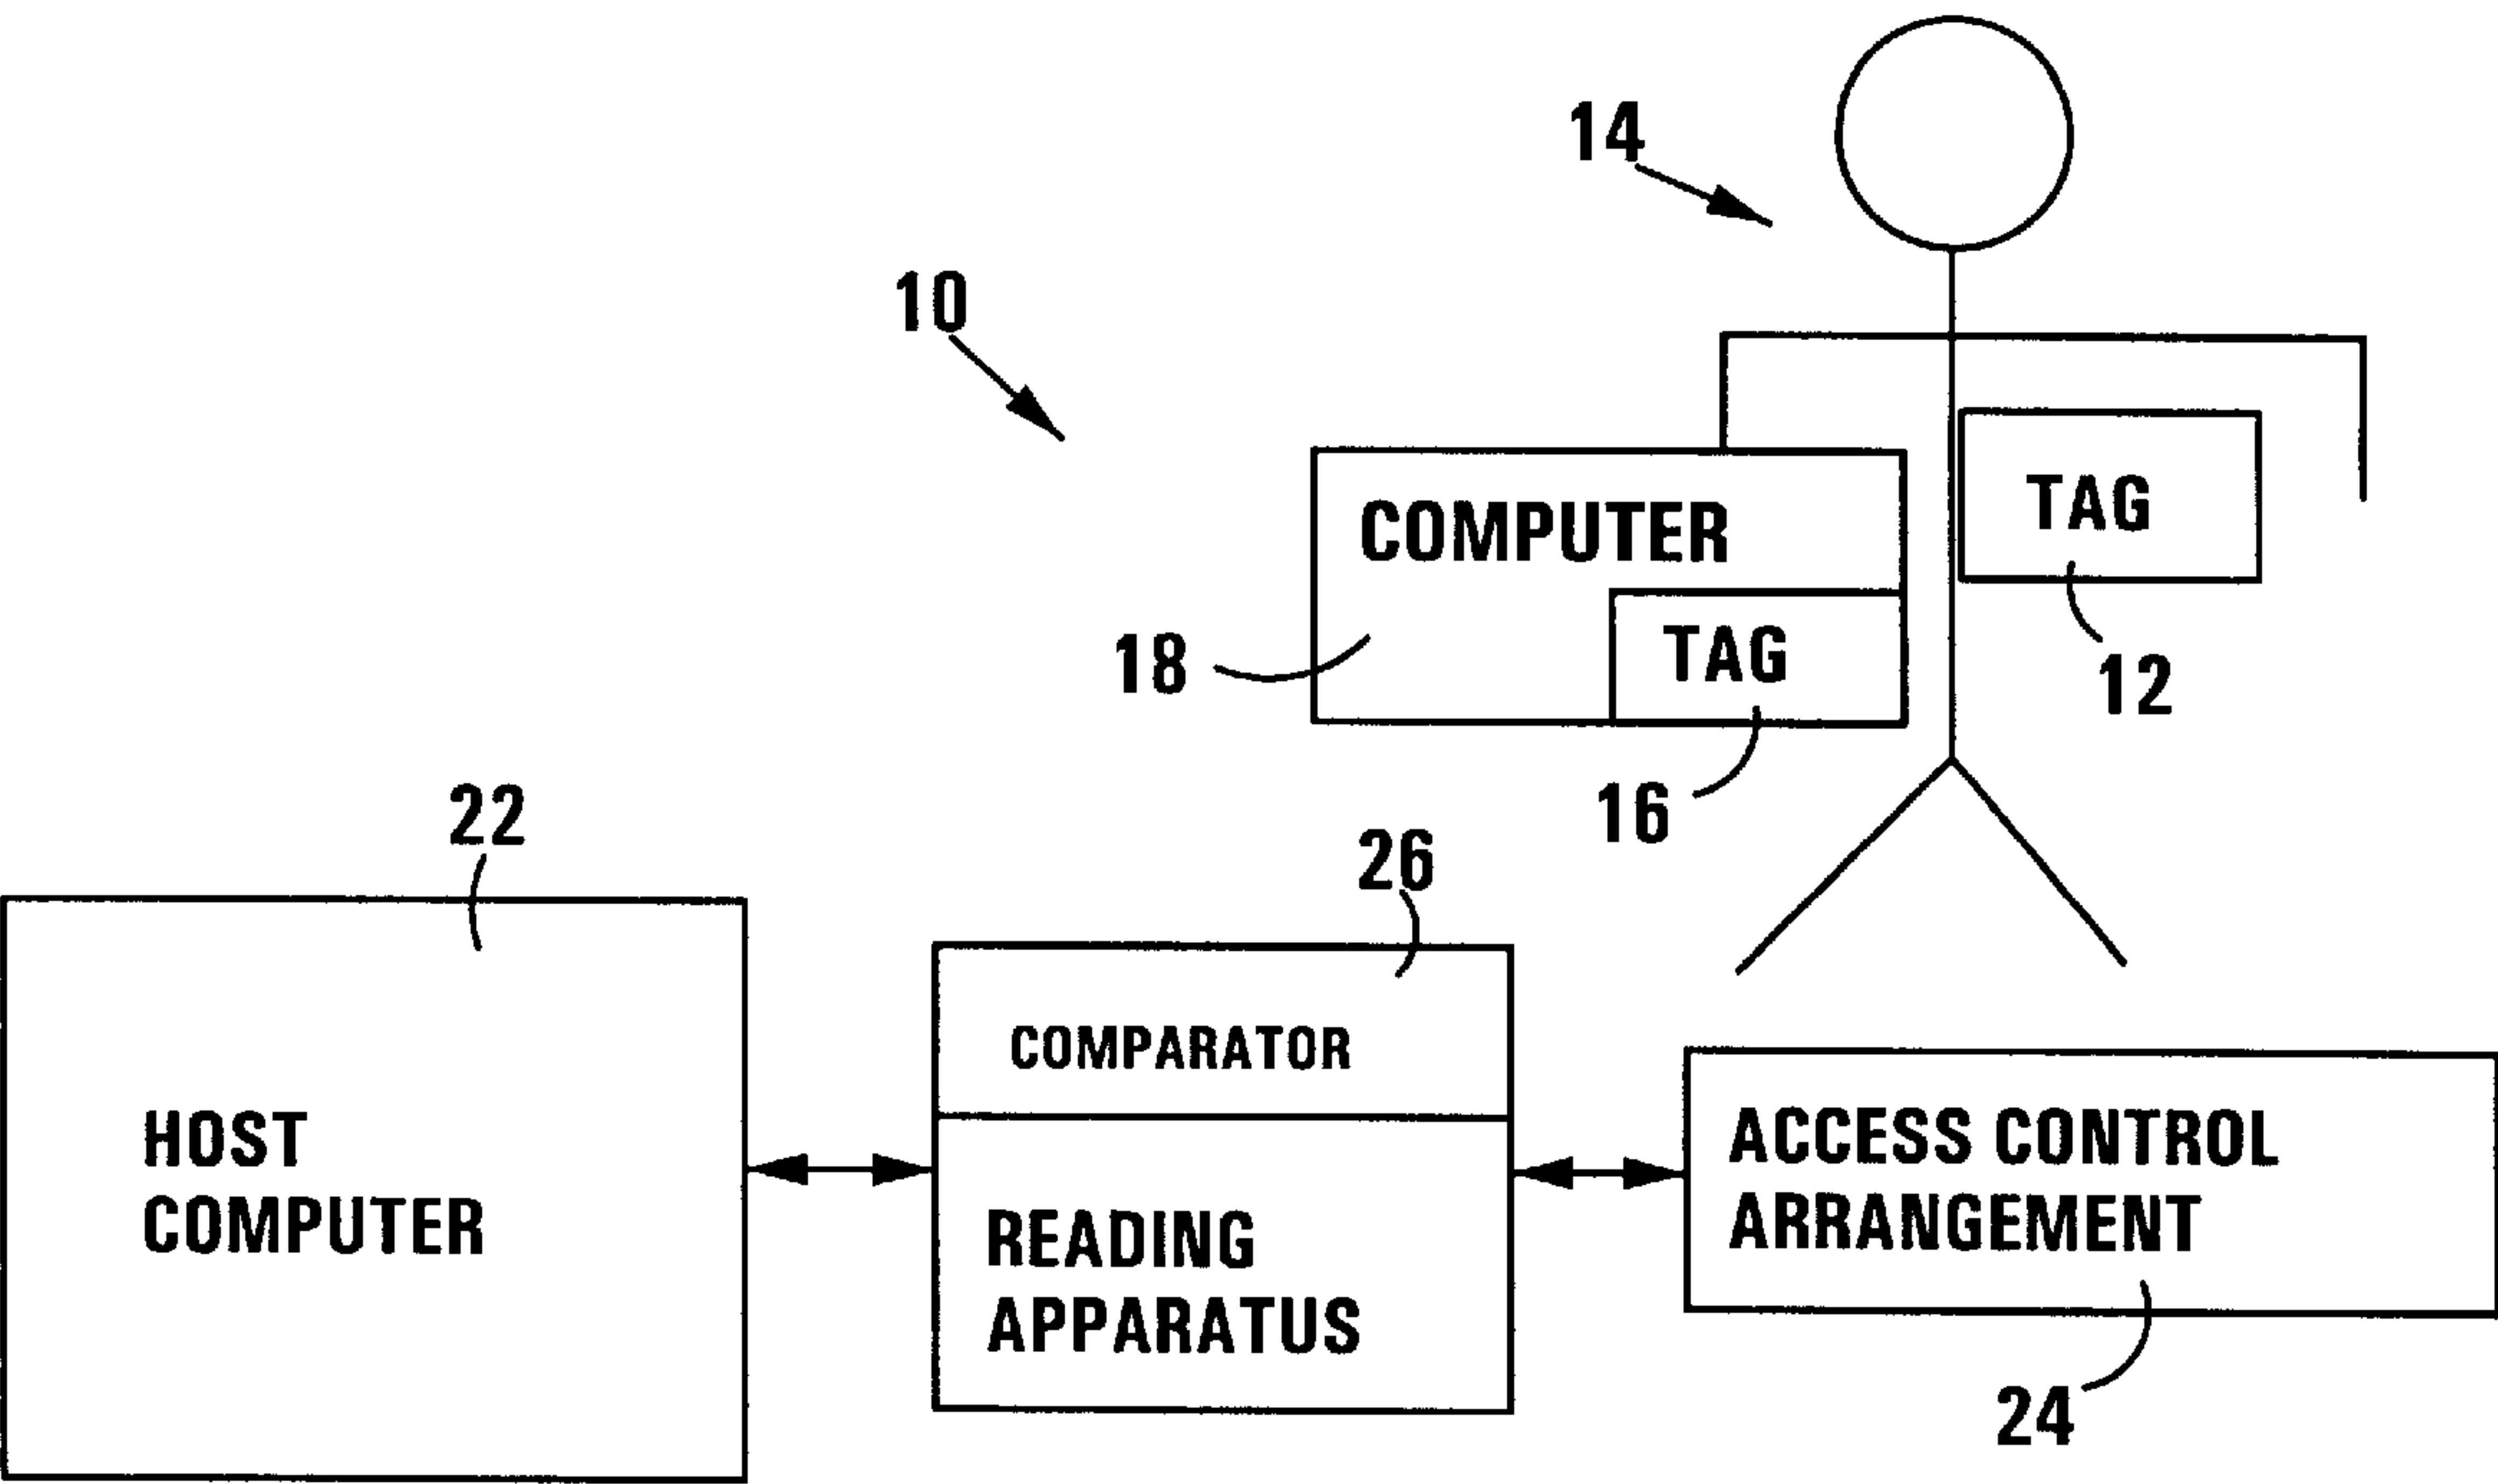 14
10
COMPUTER
TAG
TAG
18
12
16
22
26
COMPARATOR
HOST
COMPUTER
READING
APPARATUS
ACCESS CONTROL
ARRANGEMENT
24